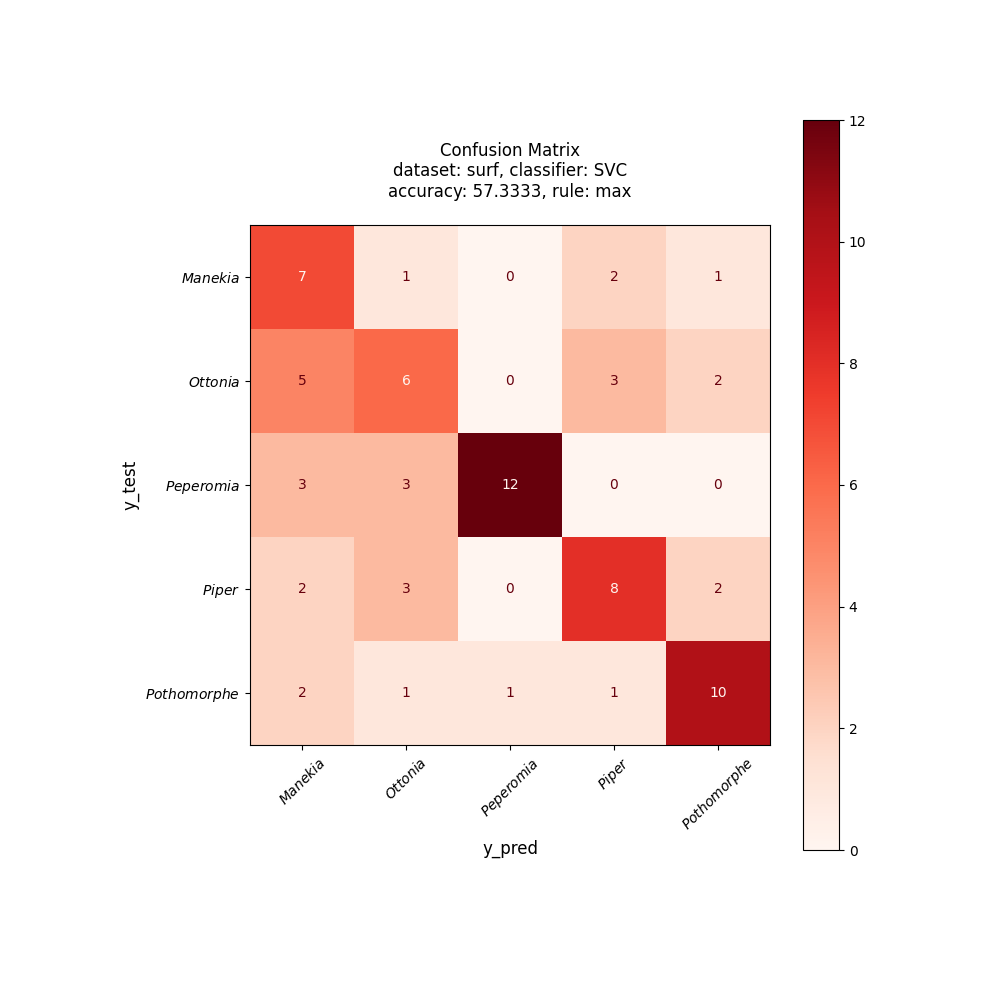 Confusion Matrix
dataset: surf, classifier: SVC
accuracy: 57.3333, rule: max
Manekia 7 1 0 2 1
Ottonia 5 6 0 3 2
Peperomia 3 3 12 0 0
Piper 2 3 0 8 2
Pothomorphe 2 1 1 1 10
Manekia Ottonia Peperomia Piper Pothomorphe
y_pred
y_test
12
10
8
6
4
2
0